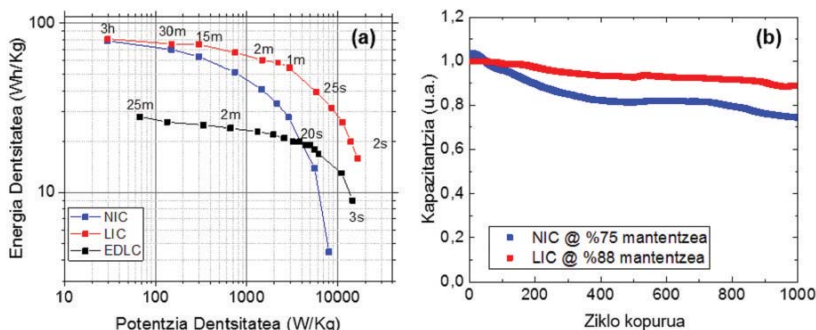 (a)
100
10
Energia Dentsitatea (Wh/Kg)
3h
30m
15m
2m
1m
25s
2s
25m
2m
20s
3s
NIC
LIC
EDLC
10
100
1000
10000
Potentzia Dentsitatea (W/Kg)
(b)
1,2
1,0
0,8
0,6
0,4
0,2
0,0
Kapazitantzia (u.a.)
NIC @ %75 mantentzea
LIC @ %88 mantentzea
0
200
400
600
800
1000
Ziklo kopurua